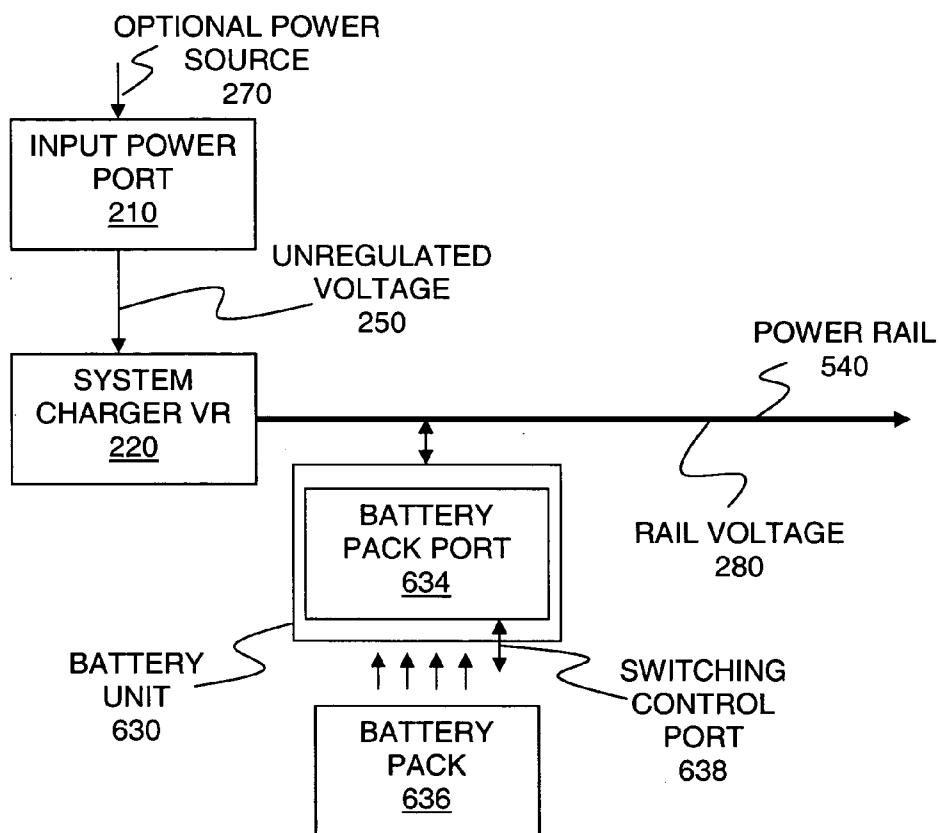 OPTIONAL POWER
SOURCE
270
INPUT POWER
PORT
210
UNREGULATED
VOLTAGE
250
POWER RAIL
540
SYSTEM
CHARGER VR
220
BATTERY
PACK PORT
634
RAIL VOLTAGE
280
BATTERY
UNIT
630
SWITCHING
CONTROL
PORT
638
BATTERY
PACK
636